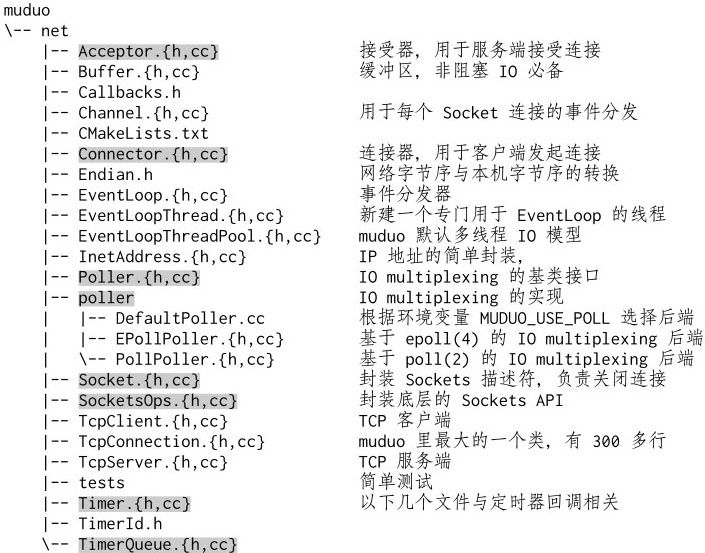 muduo
\-- net
|-- Acceptor.{h,cc} 接受器, 用于服务端接受连接
|-- Buffer.{h,cc} 缓冲区, 非阻塞 IO 必备
|-- Callbacks.h
|-- Channel.{h,cc} 用于每个 Socket 连接的事件分发
|-- CMakeLists.txt
|-- Connector.{h,cc} 连接器, 用于客户端发起连接
|-- Endian.h 网络字节序与本机字节序的转换
|-- EventLoop.{h,cc} 事件分发器
|-- EventLoopThread.{h,cc} 新建一个专门用于 EventLoop 的线程
|-- EventLoopThreadPool.{h,cc} muduo 默认多线程 IO 模型
|-- InetAddress.{h,cc} IP 地址的简单封装,
|-- Poller.{h,cc} IO multiplexing 的基类接口
|-- poller IO multiplexing 的实现
| |-- DefaultPoller.cc 根据环境变量 MUDUO_USE_POLL 选择后端
| |-- EPollPoller.{h,cc} 基于 epoll(4) 的 IO multiplexing 后端
| \-- PollPoller.{h,cc} 基于 poll(2) 的 IO multiplexing 后端
|-- Socket.{h,cc} 封装 Sockets 描述符, 负责关闭连接
|-- SocketsOps.{h,cc} 封装底层的 Sockets API
|-- TcpClient.{h,cc} TCP 客户端
|-- TcpConnection.{h,cc} muduo 里最大的一个类, 有 300 多行
|-- TcpServer.{h,cc} TCP 服务端
|-- tests 简单测试
|-- Timer.{h,cc} 以下几个文件与定时器回调相关
|-- TimerId.h
\-- TimerQueue.{h,cc}